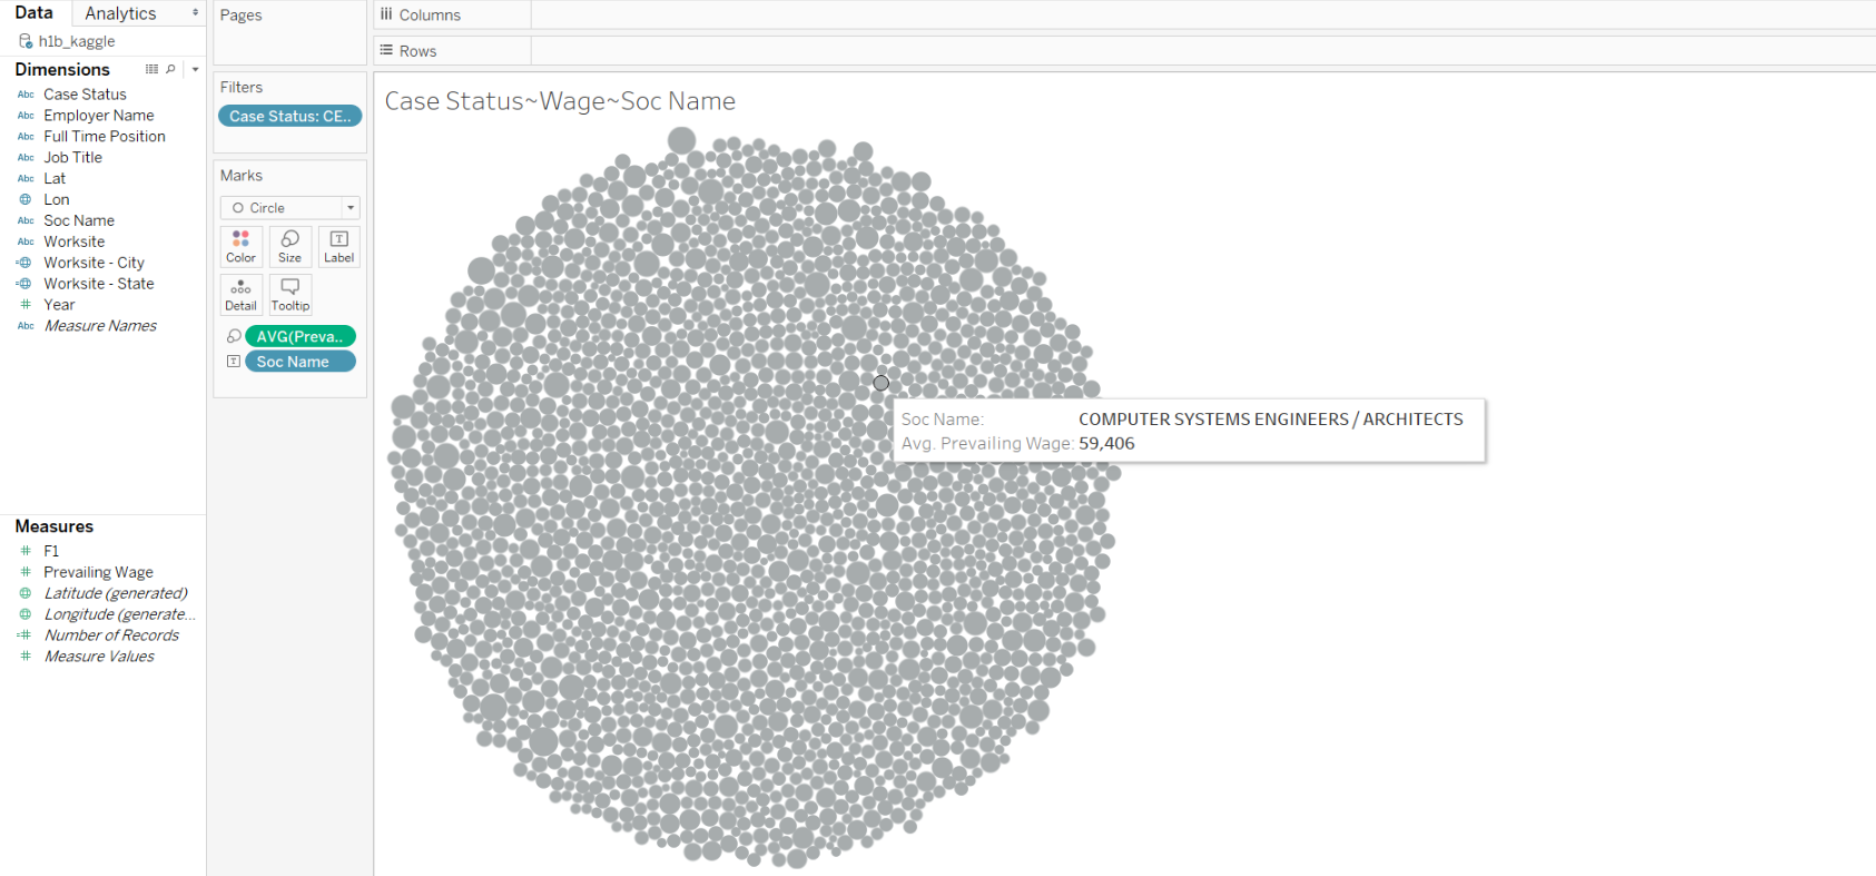 Data Analytics
h1b_kaggle
Dimensions
Abc Case Status
Abc Employer Name
Abc Full Time Position
Abc Job Title
Abc Lat
Lon
Abc Soc Name
Abc Worksite
Worksite - City
Worksite - State
# Year
Abc Measure Names
Measures
# F1
# Prevailing Wage
Latitude (generated)
Longitude (generate...
=# Number of Records
# Measure Values
Pages
Filters
Case Status: CE..
Marks
Circle
Color Size Label
Detail Tooltip
AVG(Preva..
Soc Name
Columns
Rows
Case Status~Wage~Soc Name
Soc Name: COMPUTER SYSTEMS ENGINEERS / ARCHITECTS
Avg. Prevailing Wage: 59,406